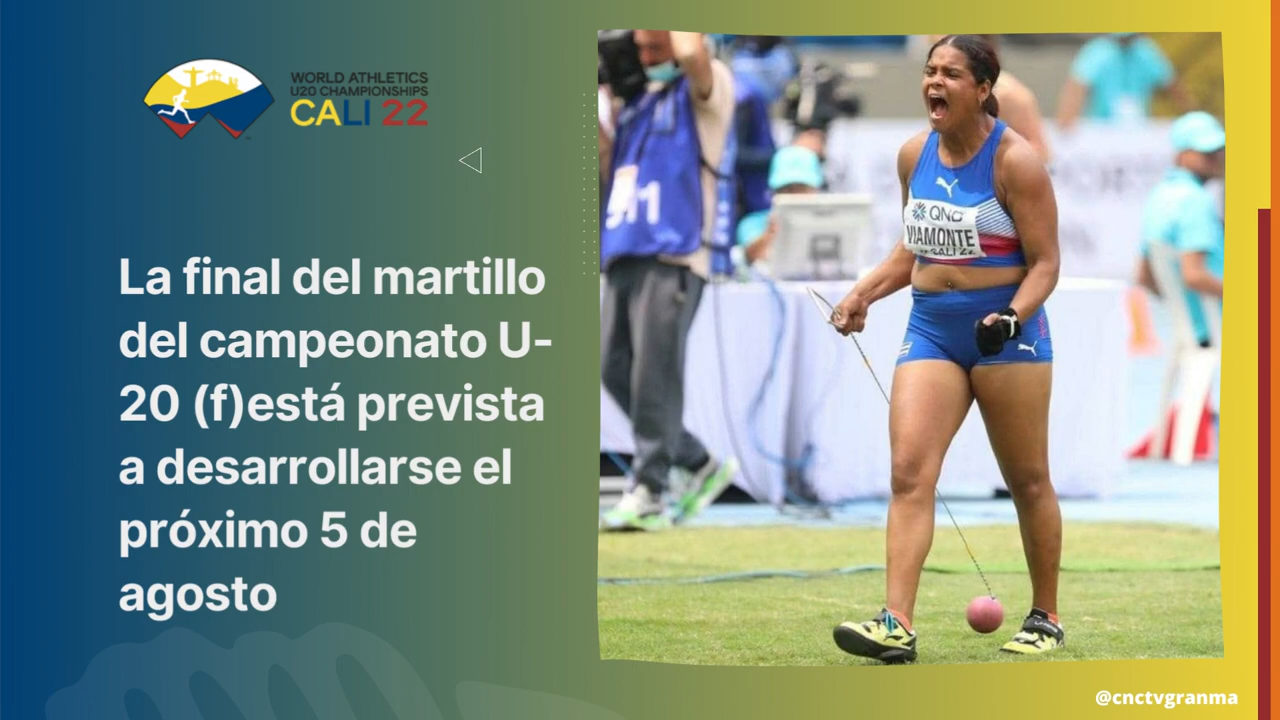 WORLD ATHLETICS
U20 CHAMPIONSHIPS
CALI 22
La final del martillo
del campeonato U-
20 (f)está prevista
a desarrollarse el
próximo 5 de
agosto
QNB
VIAMONTE
CALI 22
@cnctvgranma